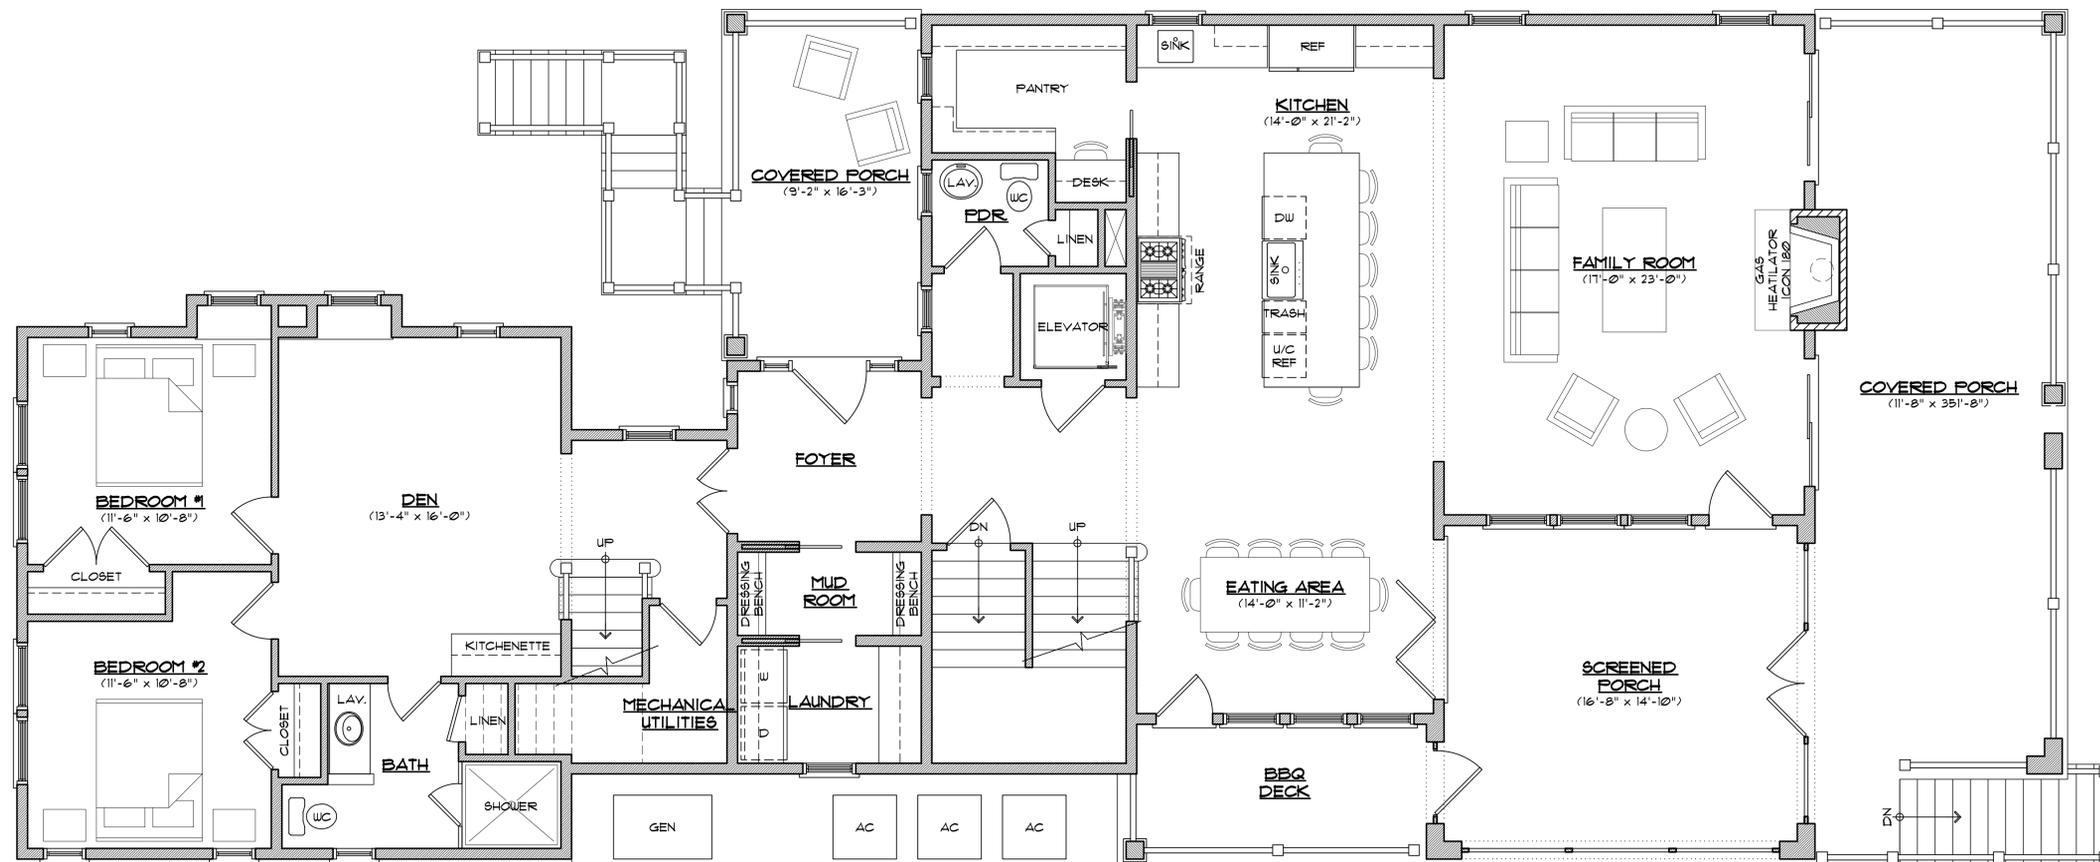 SINK
REF
PANTRY
KITCHEN
(14'-0" x 21'-2")
COVERED PORCH
(9'-2" x 16'-3")
LAV.
WC
DESK
PDR.
LINEN
DW
SINK
RANGE
TRASH
U/C
REF
ELEVATOR
FAMILY ROOM
(17'-0" x 23'-0")
GAS
HEATILATOR
ICON 180
COVERED PORCH
(11'-8" x 351'-8")
BEDROOM #1
(11'-6" x 10'-8")
DEN
(13'-4" x 16'-0")
FOYER
UP
DN
UP
CLOSET
DRESSING
BENCH
MUD
ROOM
DRESSING
BENCH
EATING AREA
(14'-0" x 11'-2")
KITCHENETTE
BEDROOM #2
(11'-6" x 10'-8")
SCREENED
PORCH
(16'-8" x 14'-10")
LAV.
CLOSET
LINEN
MECHANICAL
UTILITIES
W
D
LAUNDRY
BATH
WC
SHOWER
BBQ
DECK
GEN
AC
AC
AC
DN